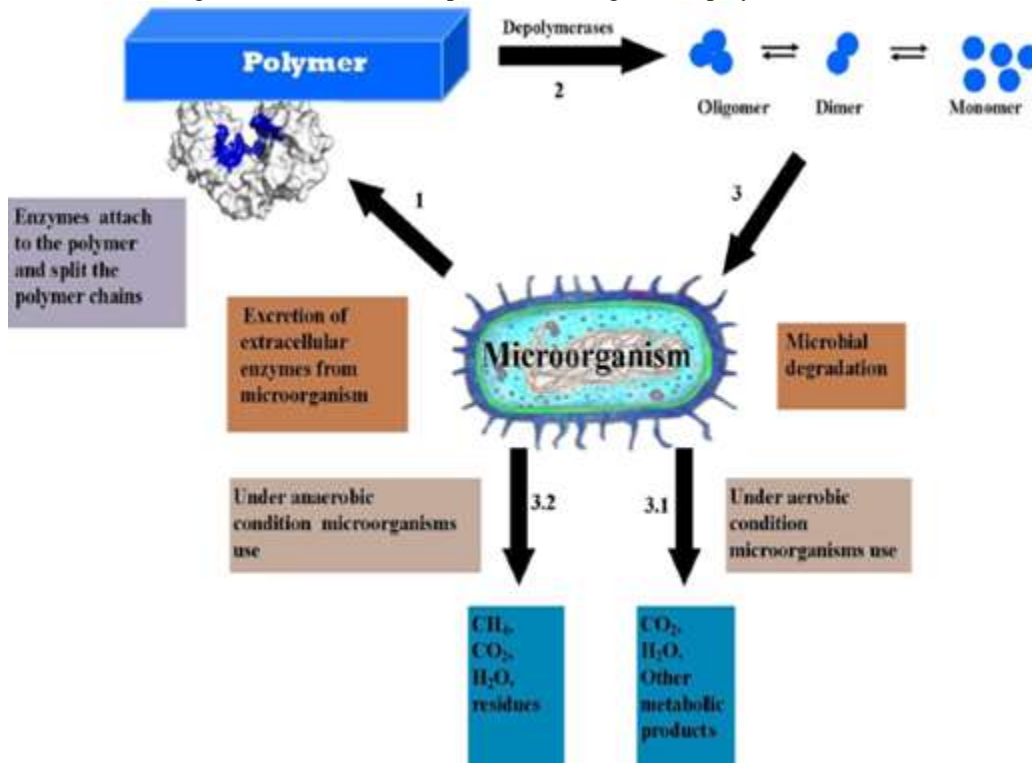 Polymer
Depolymerases
2
Oligomer
Dimer
Monomer
1
3
Enzymes attach
to the polymer
and split the
polymer chains
Excretion of
extracellular
enzymes from
microorganism
Microorganism
Microbial
degradation
Under anaerobic
condition microorganisms
use
3.2
3.1
Under aerobic
condition
microorganisms use
CH₄,
CO₂,
H₂O,
residues
CO₂,
H₂O,
Other
metabolic
products